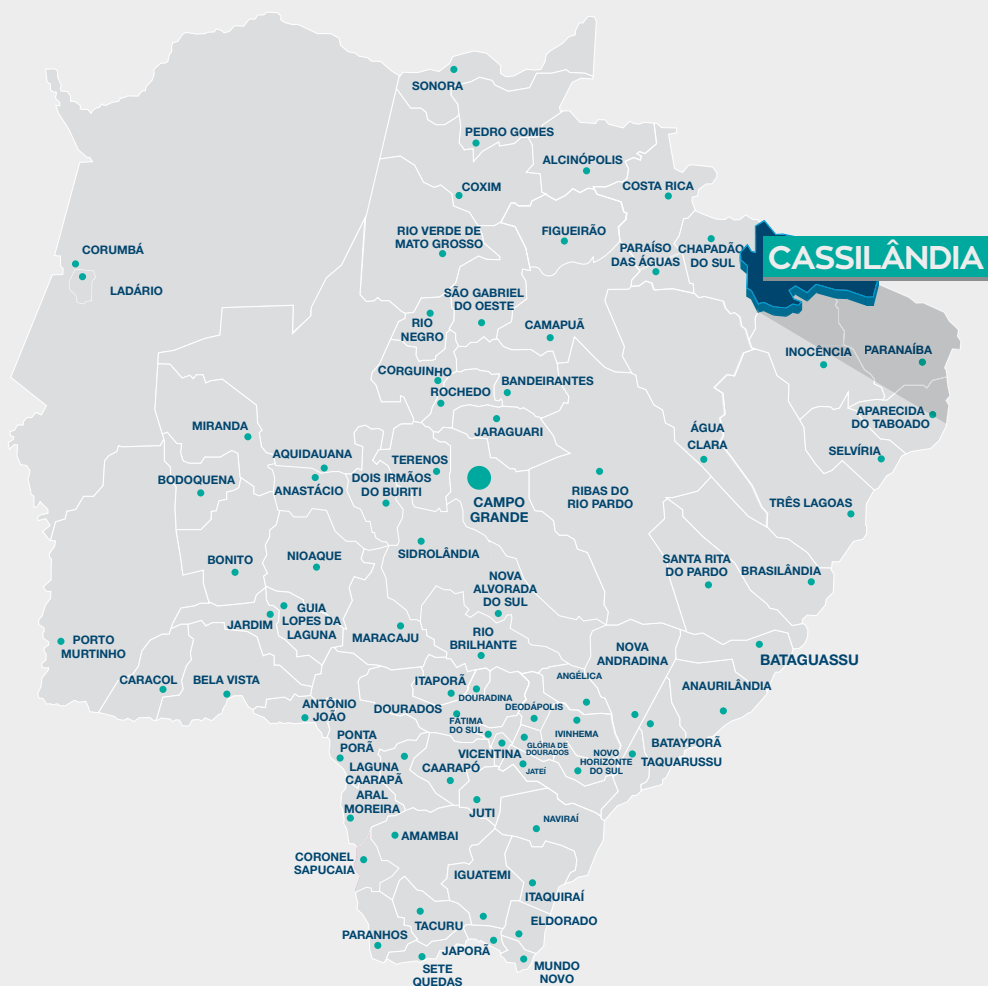 SONORA
PEDRO GOMES
ALCINÓPOLIS
COXIM
COSTA RICA
RIO VERDE DE
MATO GROSSO
FIGUEIRÃO
PARAÍSO
DAS ÁGUAS
CHAPADÃO
DO SUL
CASSILÂNDIA
CORUMBÁ
LADÁRIO
SÃO GABRIEL
DO OESTE
RIO
NEGRO
CAMAPUÃ
INOCÊNCIA
PARANAÍBA
CORGUINHO
ROCHEDO
BANDEIRANTES
APARECIDA
DO TABOADO
MIRANDA
JARAGUARI
ÁGUA
CLARA
SELVÍRIA
AQUIDAUANA
TERENOS
BODOQUENA
ANASTÁCIO
DOIS IRMÃOS
DO BURITI
CAMPO
GRANDE
RIBAS DO
RIO PARDO
TRÊS LAGOAS
SIDROLÂNDIA
BONITO
NIOAQUE
SANTA RITA
DO PARDO
BRASILÂNDIA
NOVA
ALVORADA
DO SUL
GUIA
LOPES DA
LAGUNA
JARDIM
MARACAJU
RIO
BRILHANTE
PORTO
MURTINHO
NOVA
ANDRADINA
BATAGUASSU
CARACOL
BELA VISTA
ITAPORÃ
DOURADINA
ANGÉLICA
ANAURILÂNDIA
ANTÔNIO
JOÃO
DOURADOS
FÁTIMA
DO SUL
DEODÁPOLIS
IVINHEMA
BATAYPORÃ
PONTA
PORÃ
VICENTINA
GLÓRIA DE
DOURADOS
NOVO
HORIZONTE
DO SUL
TAQUARUSSU
LAGUNA
CAARAPÃ
CAARAPÓ
JATEÍ
ARAL
MOREIRA
JUTI
NAVIRAÍ
AMAMBAI
CORONEL
SAPUCAIA
IGUATEMI
ITAQUIRAÍ
TACURU
ELDORADO
PARANHOS
JAPORÃ
SETE
QUEDAS
MUNDO
NOVO